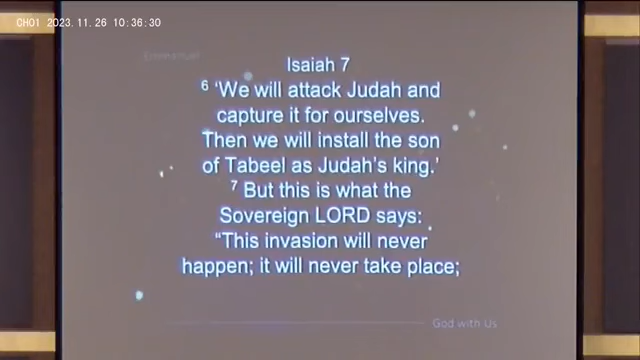 CH01 2023.11.26 10:36:30
Emmanuel
Isaiah 7
6 ‘We will attack Judah and
capture it for ourselves.
Then we will install the son
of Tabeel as Judah’s king.’
7 But this is what the
Sovereign LORD says:
“This invasion will never
happen; it will never take place;
God with Us